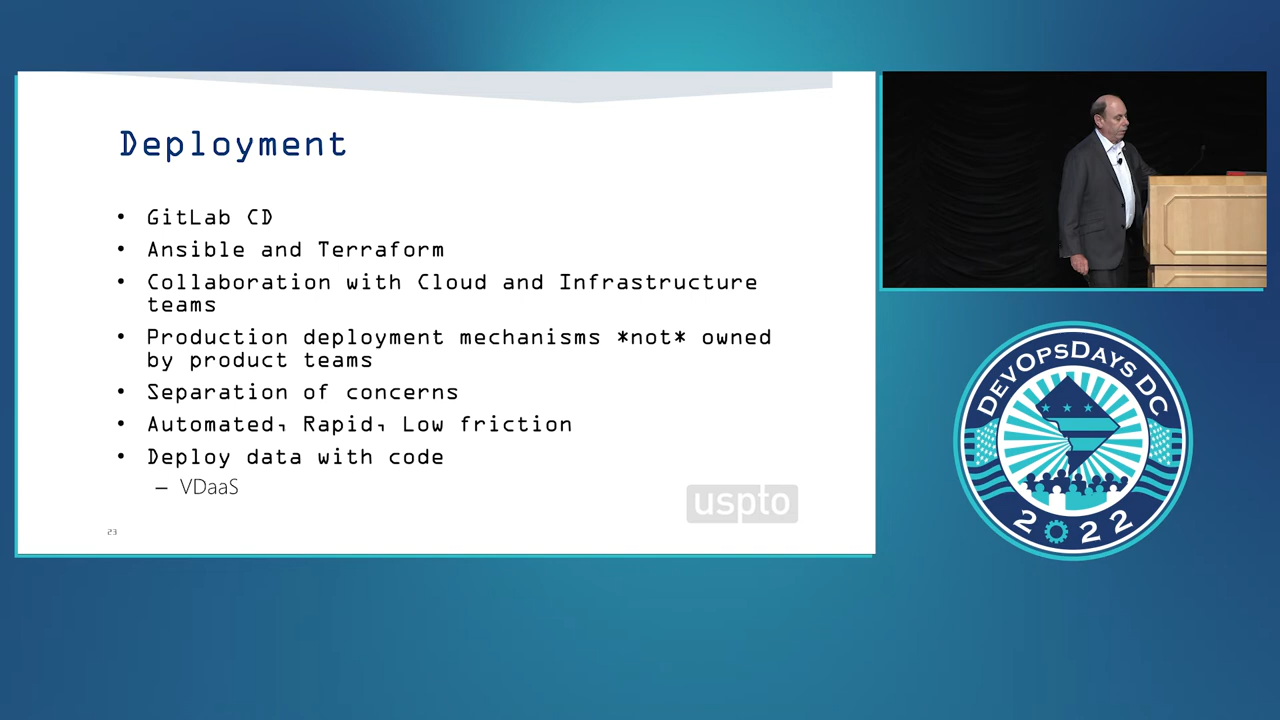 Deployment
• GitLab CD
• Ansible and Terraform
• Collaboration with Cloud and Infrastructure
teams
• Production deployment mechanisms *not* owned
by product teams
• Separation of concerns
• Automated, Rapid, Low friction
• Deploy data with code
– VDaaS
uspto
23
DEVOPSDAYS DC
2022